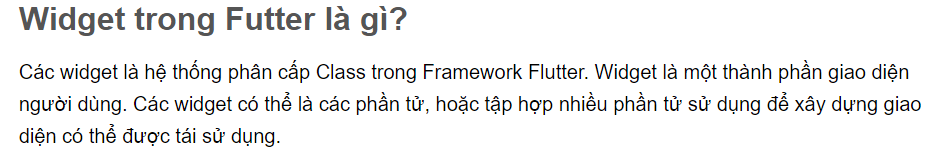 Widget trong Futter là gì?
Các widget là hệ thống phân cấp Class trong Framework Flutter. Widget là một thành phần giao diện
người dùng. Các widget có thể là các phần tử, hoặc tập hợp nhiều phần tử sử dụng để xây dựng giao
diện có thể được tái sử dụng.